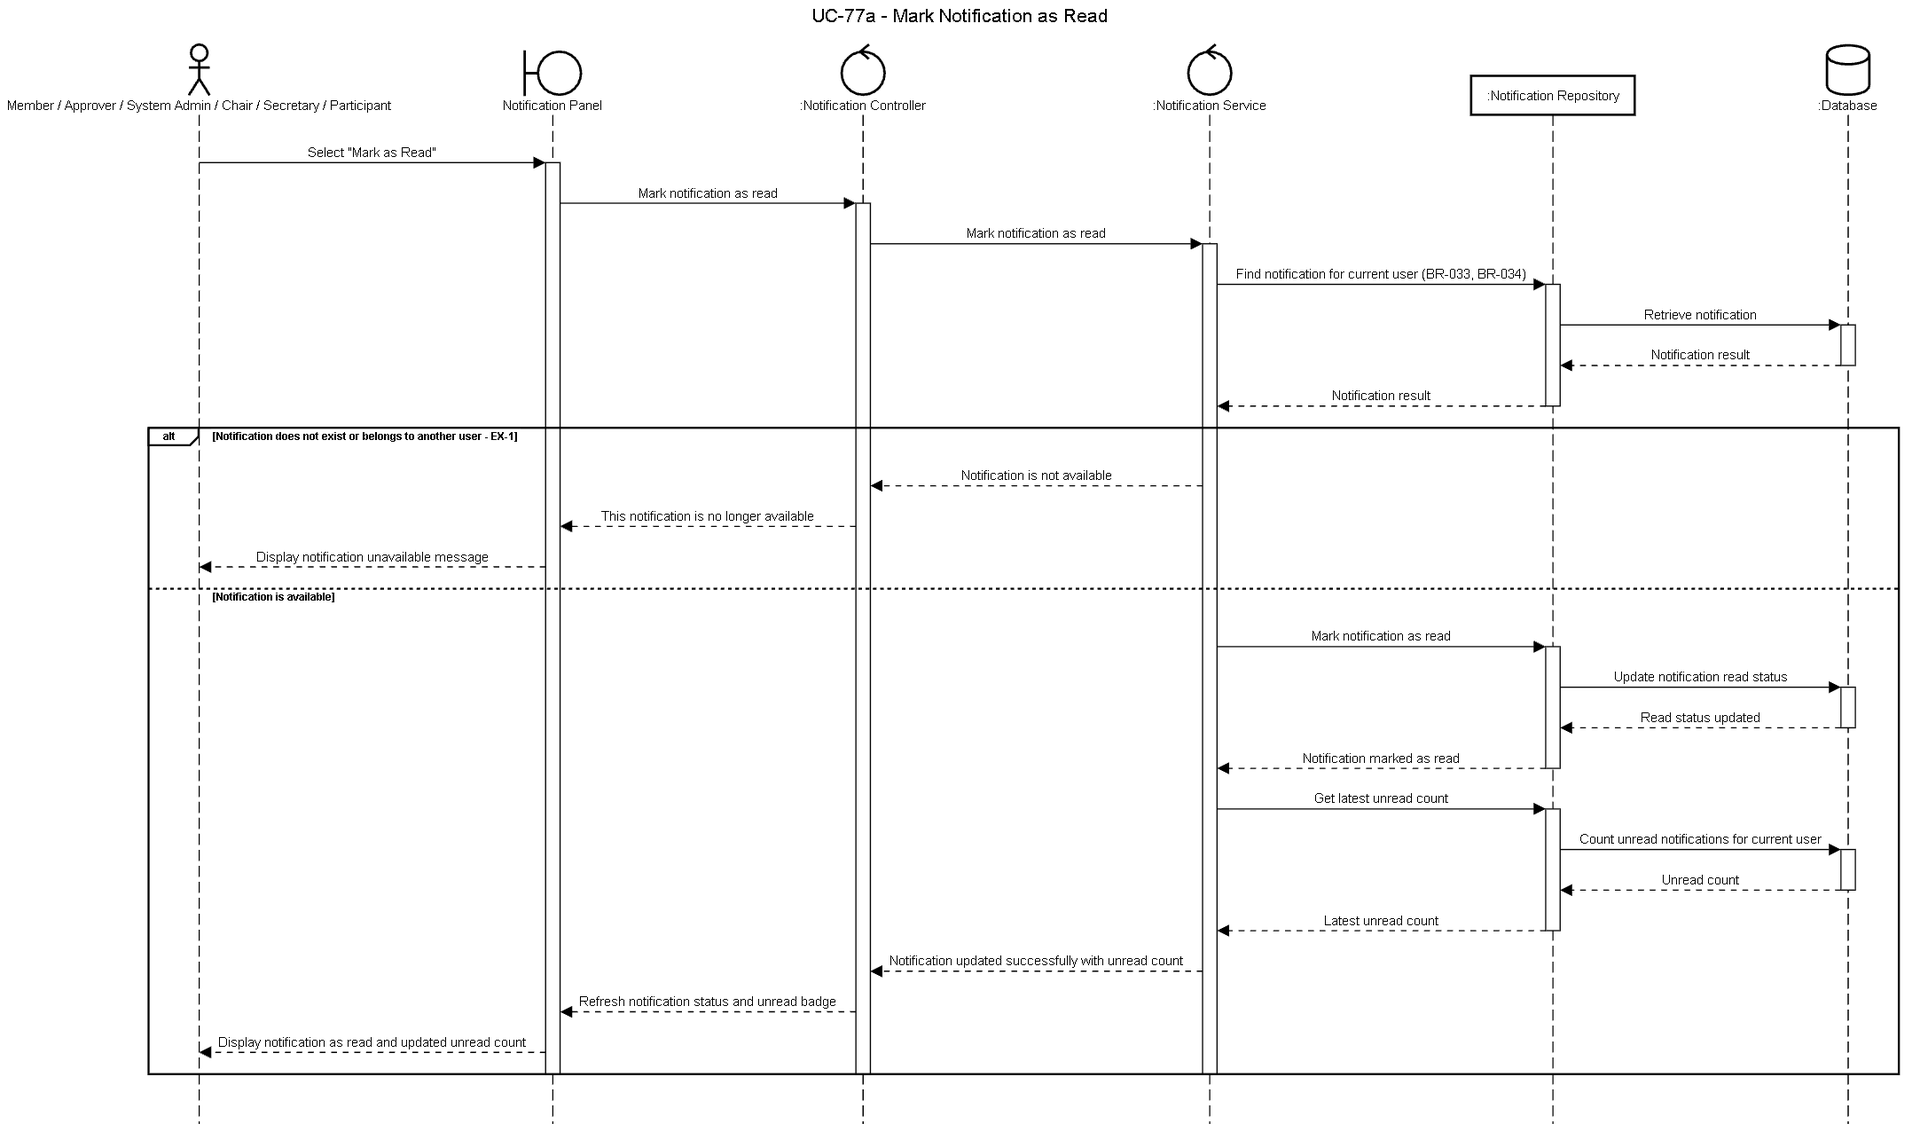 UC-77a - Mark Notification as Read
Member / Approver / System Admin / Chair / Secretary / Participant
Notification Panel
:Notification Controller
:Notification Service
:Notification Repository
:Database
Select "Mark as Read"
Mark notification as read
Mark notification as read
Find notification for current user (BR-033, BR-034)
Retrieve notification
Notification result
Notification result
alt
[Notification does not exist or belongs to another user - EX-1]
Notification is not available
This notification is no longer available
Display notification unavailable message
[Notification is available]
Mark notification as read
Update notification read status
Read status updated
Notification marked as read
Get latest unread count
Count unread notifications for current user
Unread count
Latest unread count
Notification updated successfully with unread count
Refresh notification status and unread badge
Display notification as read and updated unread count